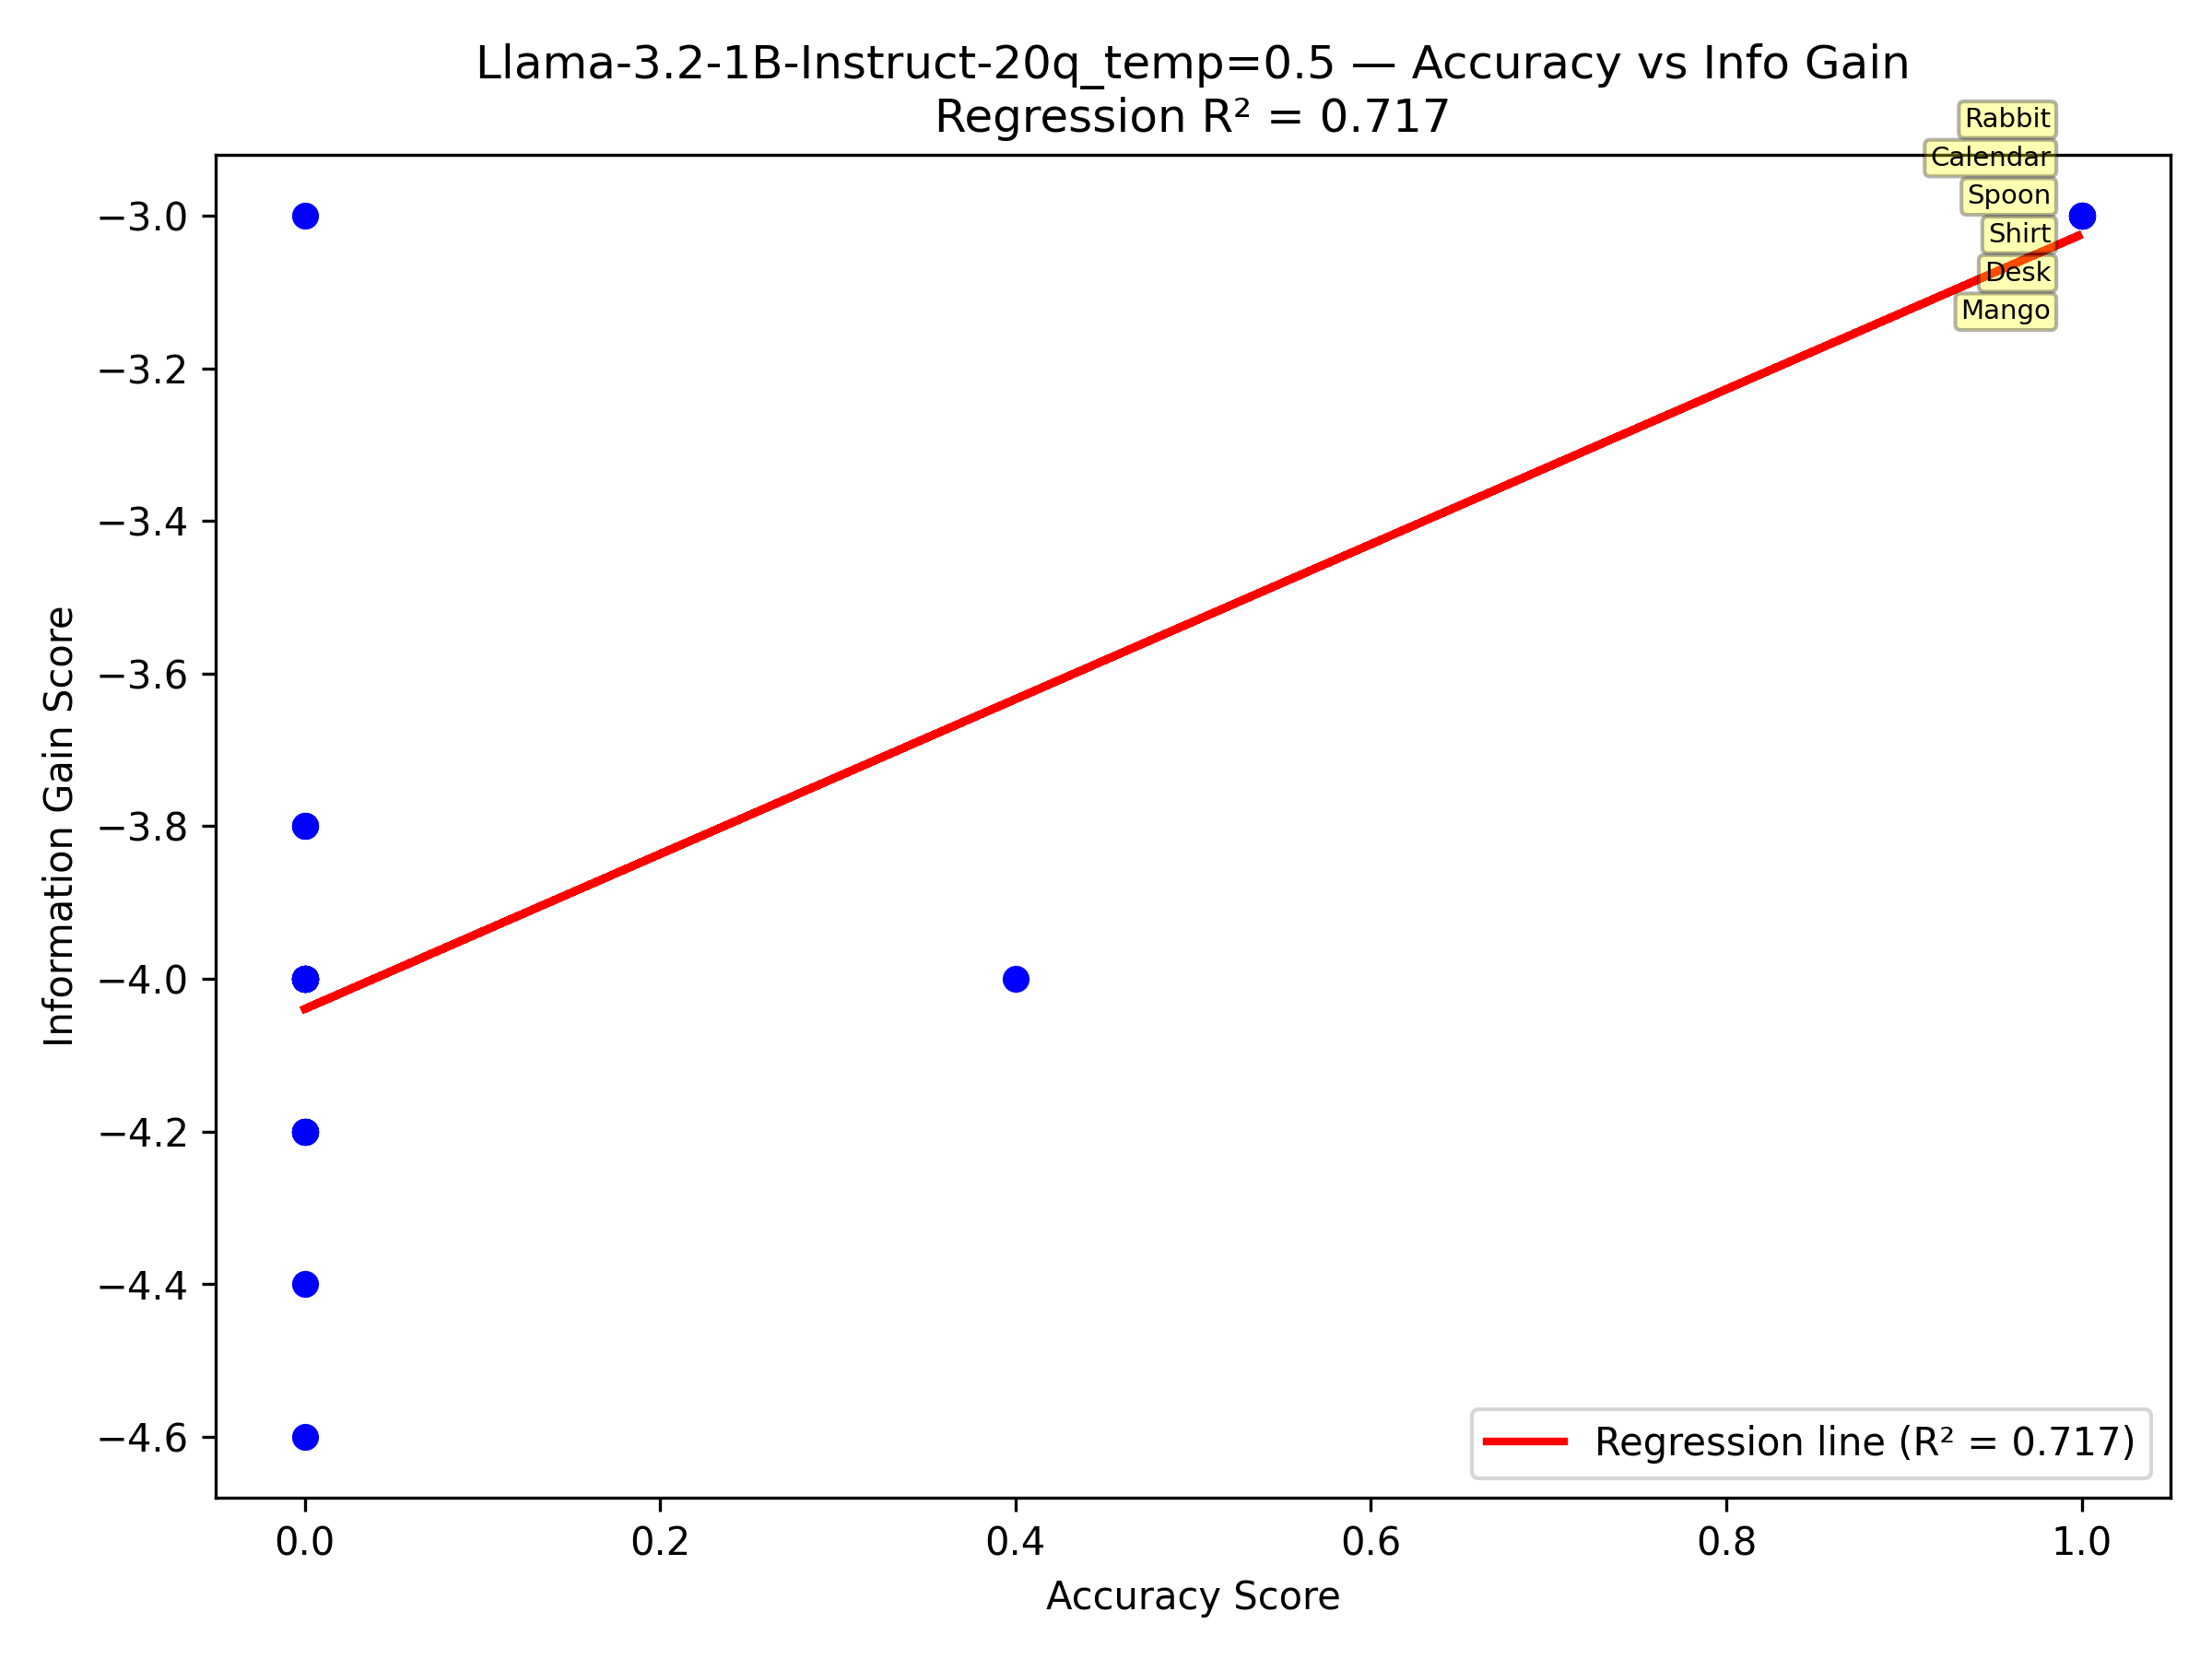 Llama-3.2-1B-Instruct-20q_temp=0.5 — Accuracy vs Info Gain
Regression R² = 0.717
Rabbit
Calendar
Spoon
Shirt
Desk
Mango
−3.0
−3.2
−3.4
−3.6
−3.8
−4.0
−4.2
−4.4
−4.6
Information Gain Score
Regression line (R² = 0.717)
0.0 0.2 0.4 0.6 0.8 1.0
Accuracy Score